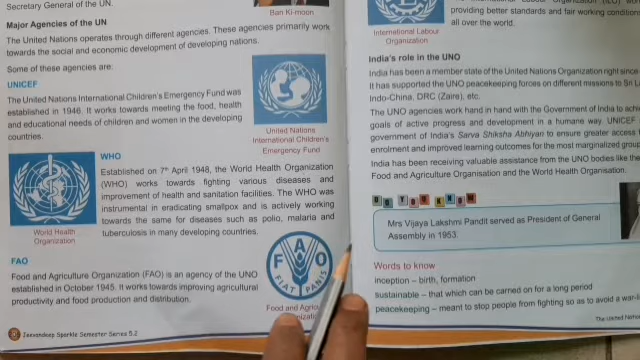 Secretary General of the UN.
Ban Ki-moon
Major Agencies of the UN
The United Nations operates through different agencies. These agencies primarily work
towards the social and economic development of developing nations.
Some of these agencies are:
UNICEF
The United Nations International Children's Emergency Fund was
established in 1946. It works towards meeting the food, health
and educational needs of children and women in the developing
countries.
United Nations
International Children's
Emergency Fund
WHO
Established on 7th April 1948, the World Health Organization
(WHO) works towards fighting various diseases and
improvement of health and sanitation facilities. The WHO was
instrumental in eradicating smallpox and is actively working
towards the same for diseases such as polio, malaria and
tuberculosis in many developing countries.
World Health
Organization
FAO
Food and Agriculture Organization (FAO) is an agency of the UNO
established in October 1945. It works towards improving agricultural
productivity and food production and distribution.
F A O
FIAT PANIS
Food and
Jeevandeep Sparkle Semester Series 5.2
providing better standards and fair working conditions
all over the world.
International Labour
Organization
India's role in the UNO
India has been a member state of the United Nations Organization right since
It has supported the UNO peacekeeping forces on different missions to Sri
Indo-China, DRC (Zaire), etc.
The UNO agencies work hand in hand with the Government of India to
goals of active progress and development in a humane way. UNICEF
government of India's Sarva Shiksha Abhiyan to ensure greater access
enrolment and improved learning outcomes for the most marginalized
India has been receiving valuable assistance from the UNO bodies like the
Food and Agriculture Organisation and the World Health Organisation.
DO YOU KNOW
Mrs Vijaya Lakshmi Pandit served as President of General
Assembly in 1953.
Words to know
inception – birth, formation
sustainable – that which can be carried on for a long period
peacekeeping – meant to stop people from fighting so as to avoid a
The United